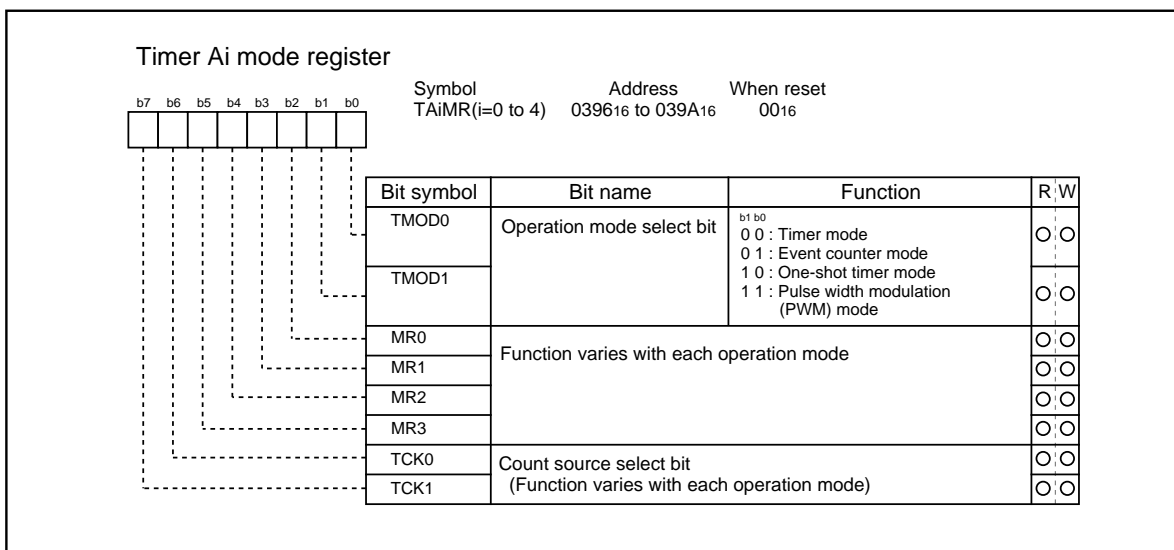 Timer Ai mode register
Symbol Address When reset
TAiMR(i=0 to 4) 039616 to 039A16 0016
b7 b6 b5 b4 b3 b2 b1 b0
Bit symbol Bit name Function R W
TMOD0 Operation mode select bit
b1 b0
0 0 : Timer mode
0 1 : Event counter mode
1 0 : One-shot timer mode
TMOD1
1 1 : Pulse width modulation
(PWM) mode
MR0
Function varies with each operation mode
MR1
MR2
MR3
TCK0
Count source select bit
TCK1 (Function varies with each operation mode)